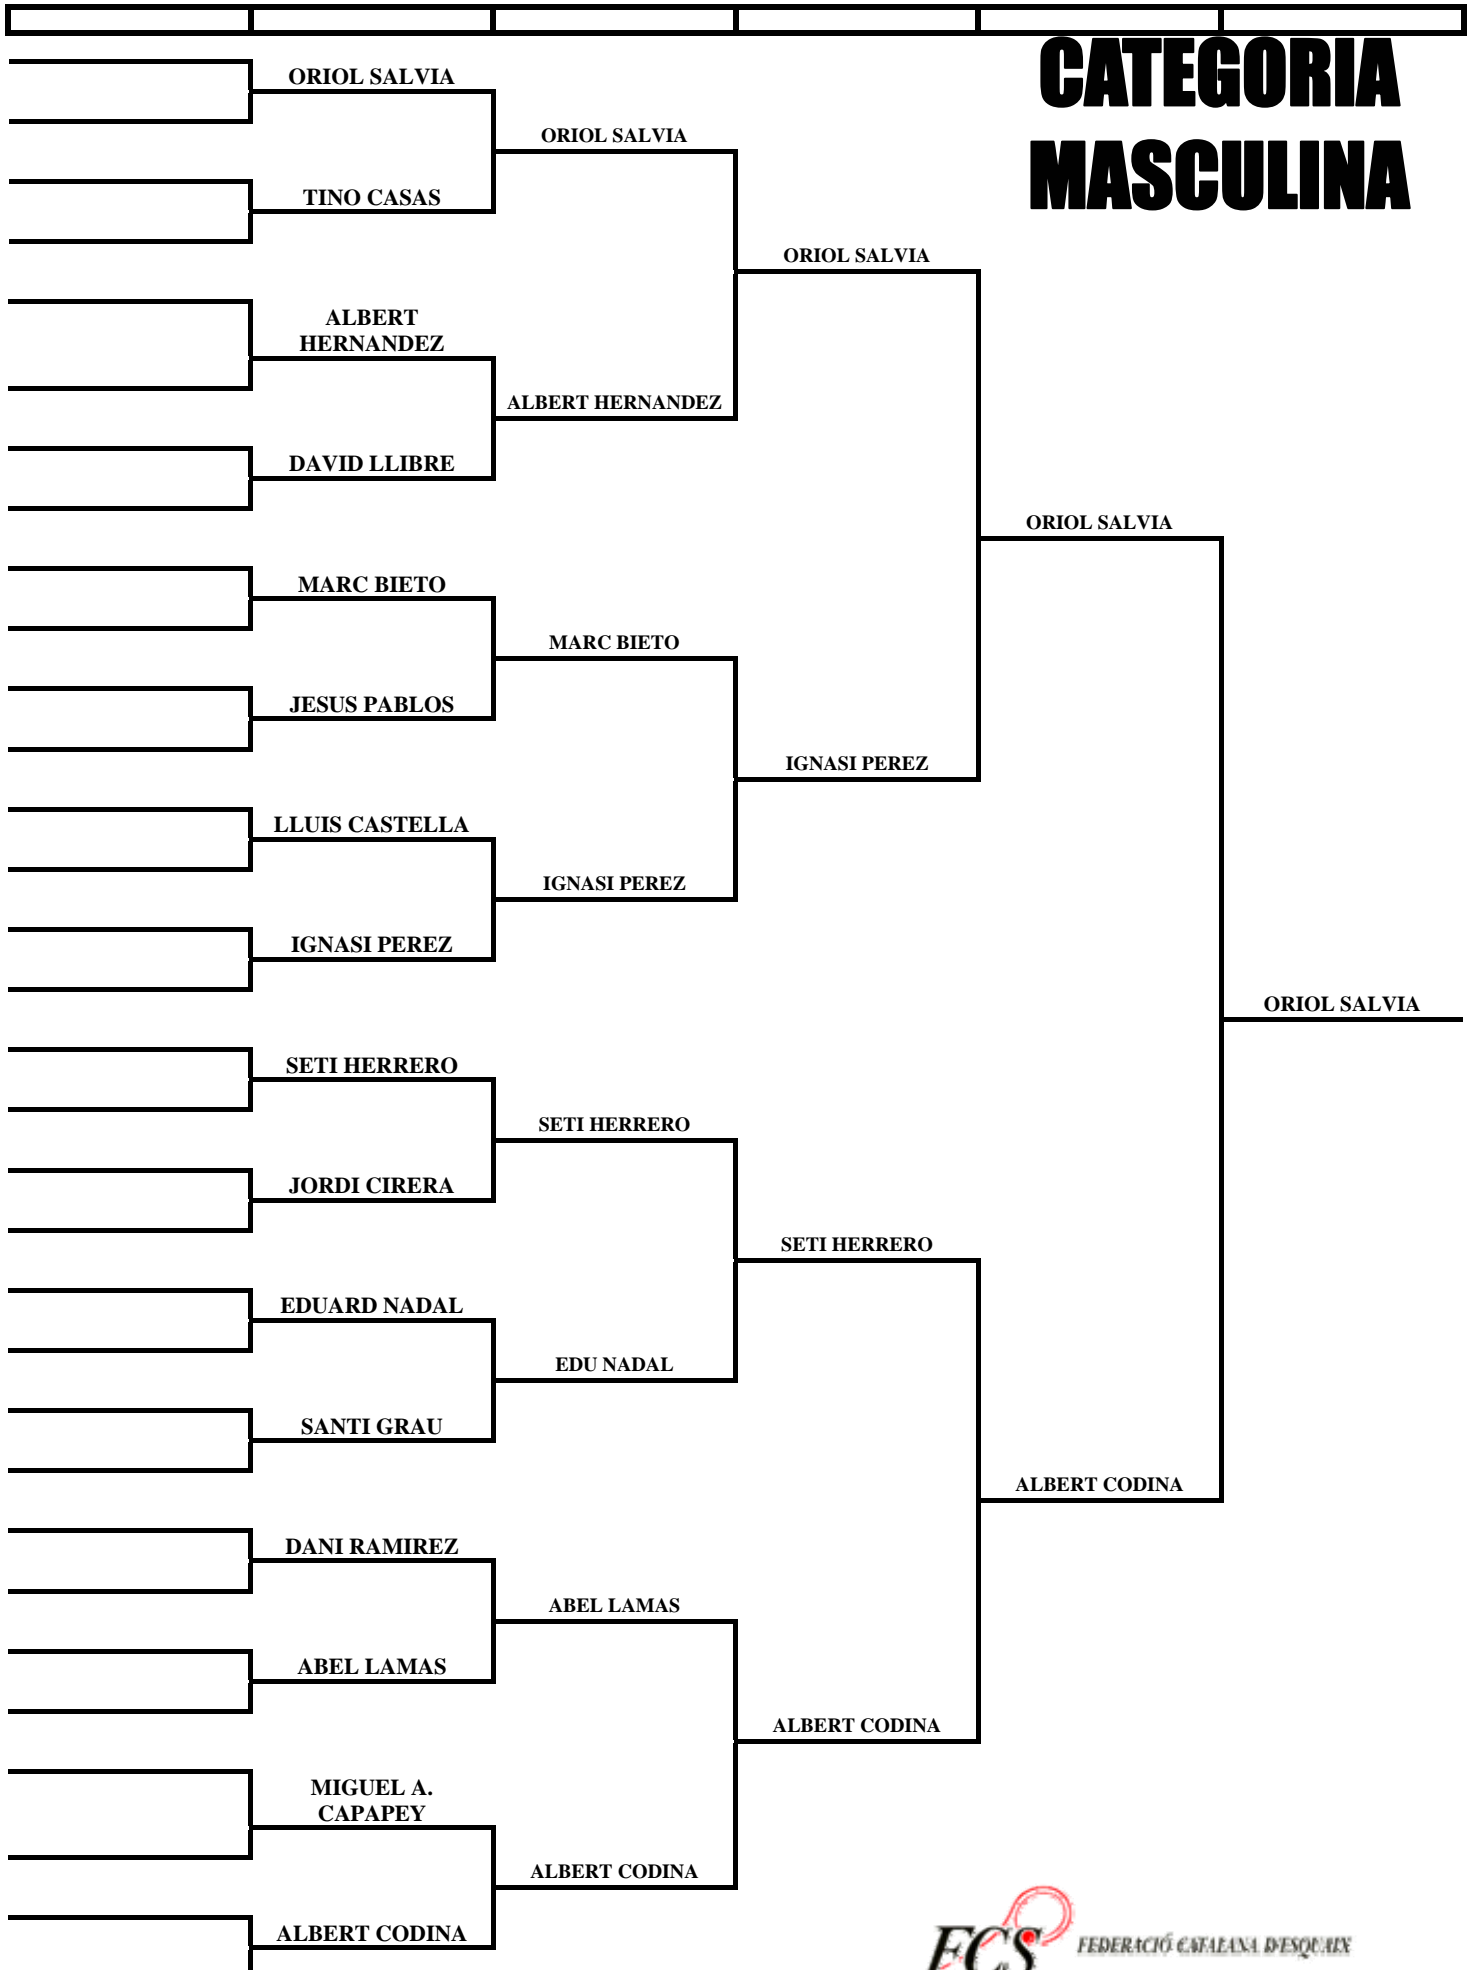 CATEGORIA
MASCULINA
ORIOL SALVIA
TINO CASAS
ALBERT
HERNANDEZ
DAVID LLIBRE
MARC BIETO
JESUS PABLOS
LLUIS CASTELLA
IGNASI PEREZ
SETI HERRERO
JORDI CIRERA
EDUARD NADAL
SANTI GRAU
DANI RAMIREZ
ABEL LAMAS
MIGUEL A.
CAPAPEY
ALBERT CODINA
ORIOL SALVIA
ALBERT HERNANDEZ
MARC BIETO
IGNASI PEREZ
SETI HERRERO
EDU NADAL
ABEL LAMAS
ALBERT CODINA
ORIOL SALVIA
IGNASI PEREZ
SETI HERRERO
ALBERT CODINA
ORIOL SALVIA
ALBERT CODINA
ORIOL SALVIA
FCS
FEDERACIÓ CATALANA D'ESQUAIX